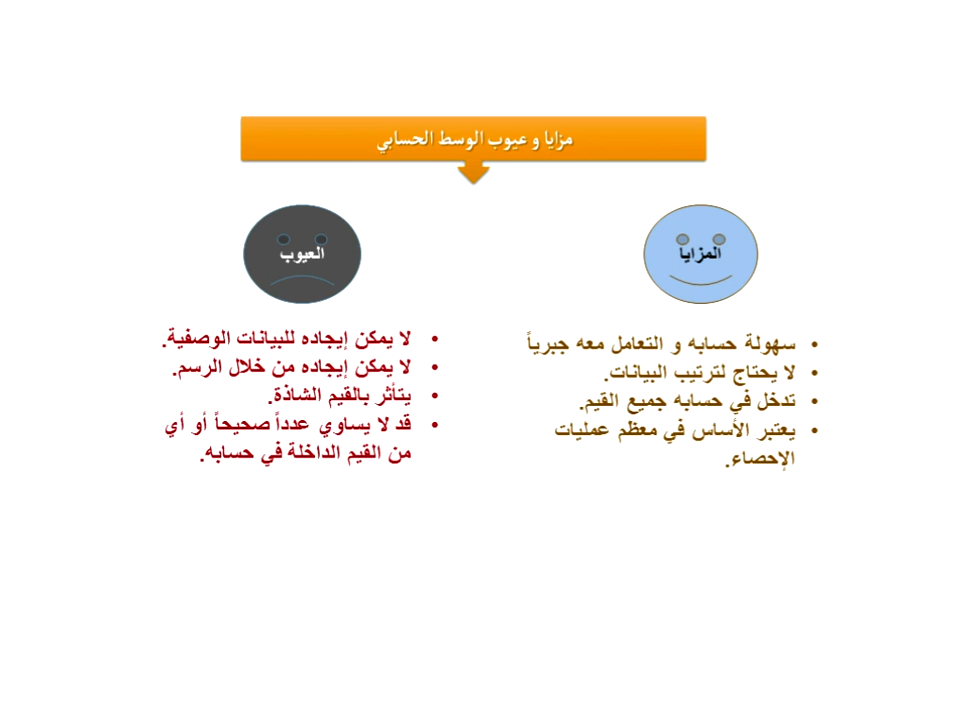 مزايا و عيوب الوسط الحسابي
المزايا
• سهولة حسابه و التعامل معه جبرياً
• لا يحتاج لترتيب البيانات.
• تدخل في حسابه جميع القيم.
• يعتبر الأساس في معظم عمليات
الإحصاء.
العيوب
• لا يمكن إيجاده للبيانات الوصفية.
• لا يمكن إيجاده من خلال الرسم.
• يتأثر بالقيم الشاذة.
• قد لا يساوي عدداً صحيحاً أو أي
من القيم الداخلة في حسابه.